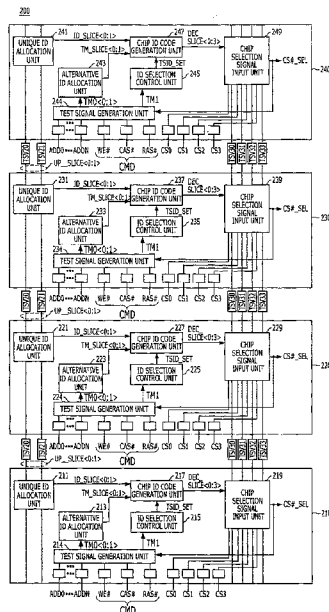 200
241 ID_SLICE<0:1> 247 DEC 249
UNIQUE ID ALLOCATION UNIT
CHIP ID CODE GENERATION UNIT
SLICE<0:3>
CHIP SELECTION SIGNAL INPUT UNIT
CS#_SEL
TM_SLICE<0:1>
243
TSID_SET
245
ALTERNATIVE ID ALLOCATION UNIT
ID SELECTION CONTROL UNIT
240
244 TM0<0:1> TM1
TEST SIGNAL GENERATION UNIT
ADD0 ADDN WE# CAS# RAS# CS0 CS1 CS2 CS3
CMD
UP__SLICE<0:1>
231 ID_SLICE<0:1> 237 DEC 239
UNIQUE ID ALLOCATION UNIT
CHIP ID CODE GENERATION UNIT
SLICE<0:3>
CHIP SELECTION SIGNAL INPUT UNIT
CS#_SEL
TM_SLICE<0:1>
233
TSID_SET
235
ALTERNATIVE ID ALLOCATION UNIT
ID SELECTION CONTROL UNIT
230
234 TM0<0:1> TM1
TEST SIGNAL GENERATION UNIT
ADD0 ADDN WE# CAS# RAS# CS0 CS1 CS2 CS3
CMD
UP_SLICE<0:1>
221 ID_SLICE<0:1> 227 DEC 229
UNIQUE ID ALLOCATION UNIT
CHIP ID CODE GENERATION UNIT
SLICE<0:3>
CHIP SELECTION SIGNAL INPUT UNIT
CS#_SEL
TM_SLICE<0:1>
223
TSID_SET
225
ALTERNATIVE ID ALLOCATION UNIT
ID SELECTION CONTROL UNIT
220
224 TM0<0:1> TM1
TEST SIGNAL GENERATION UNIT
ADD0 ADDN WE# CAS# RAS# CS0 CS1 CS2 CS3
CMD
UP_SLICE<0:1>
211 ID_SLICE<0:1> 217 DEC 219
UNIQUE ID ALLOCATION UNIT
CHIP ID CODE GENERATION UNIT
SLICE<0:3>
CHIP SELECTION SIGNAL INPUT UNIT
CS#_SEL
TM_SLICE<0:1>
213
TSID_SET
215
ALTERNATIVE ID ALLOCATION UNIT
ID SELECTION CONTROL UNIT
210
214 TM0<0:1> TM1
TEST SIGNAL GENERATION UNIT
ADD0 ADDN WE# CAS# RAS# CS0 CS1 CS2 CS3
CMD